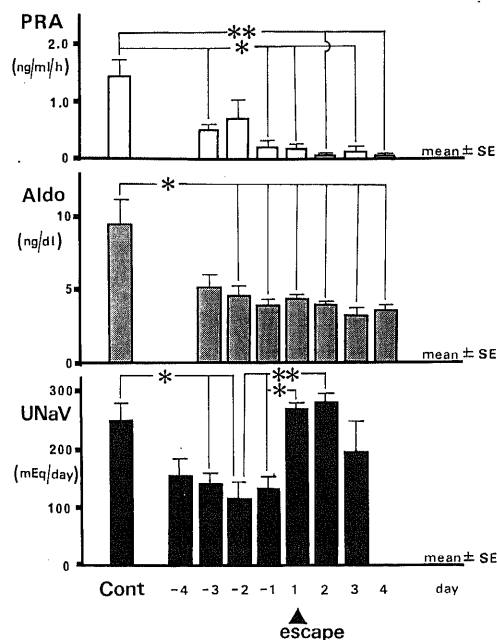 PRA
(ng/ml/h)
2.0
1.0
0
**
*
mean ± SE
Aldo
(ng/dl)
10
5
0
*
mean ± SE
UNaV
(mEq/day)
300
200
100
0
*
**
*
mean ± SE
Cont -4 -3 -2 -1 1 2 3 4 day
escape